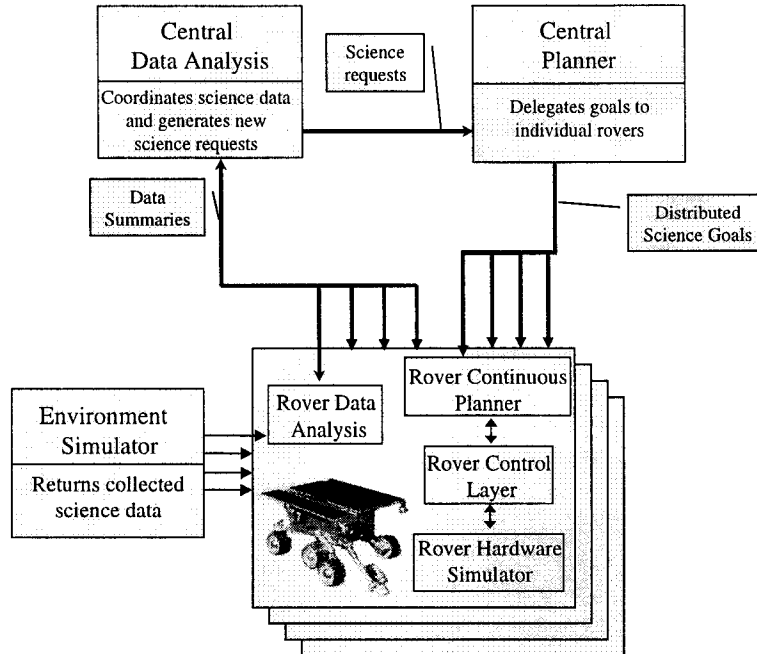 Central
Data Analysis
Coordinates science data
and generates new
science requests
Science
requests
Central
Planner
Delegates goals to
individual rovers
Data
Summaries
Distributed
Science Goals
Environment
Simulator
Returns collected
science data
Rover Data
Analysis
Rover Continuous
Planner
Rover Control
Layer
Rover Hardware
Simulator